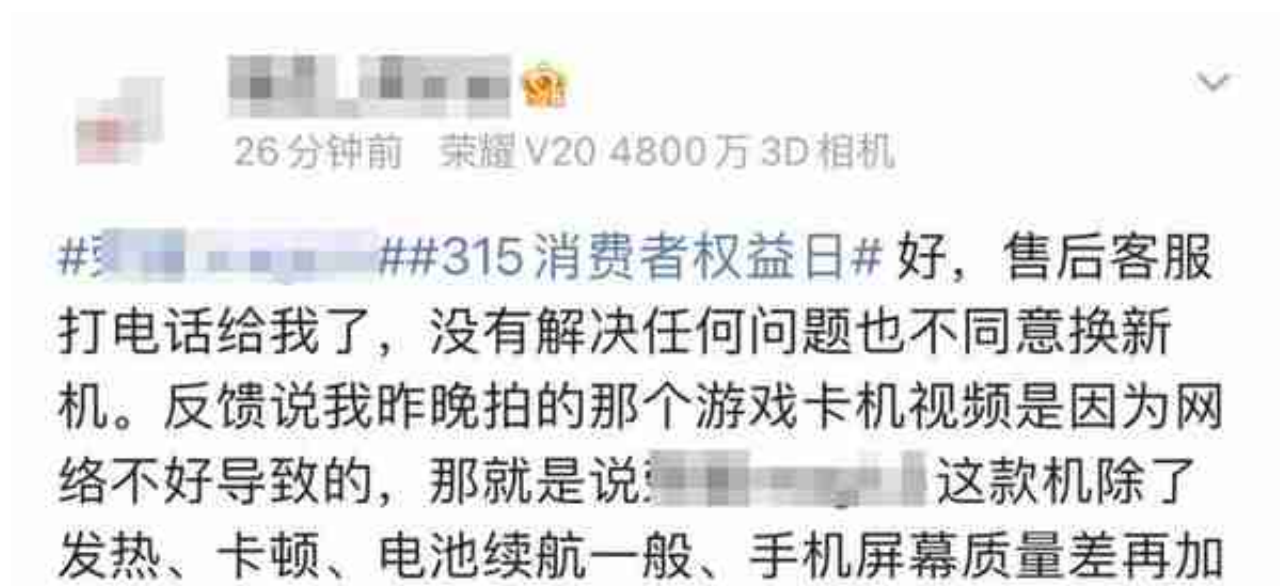 26分钟前 荣耀V20 4800万3D相机
# ##315消费者权益日# 好，售后客服
打电话给我了，没有解决任何问题也不同意换新
机。反馈说我昨晚拍的那个游戏卡机视频是因为网
络不好导致的，那就是说 这款机除了
发热、卡顿、电池续航一般、手机屏幕质量差再加